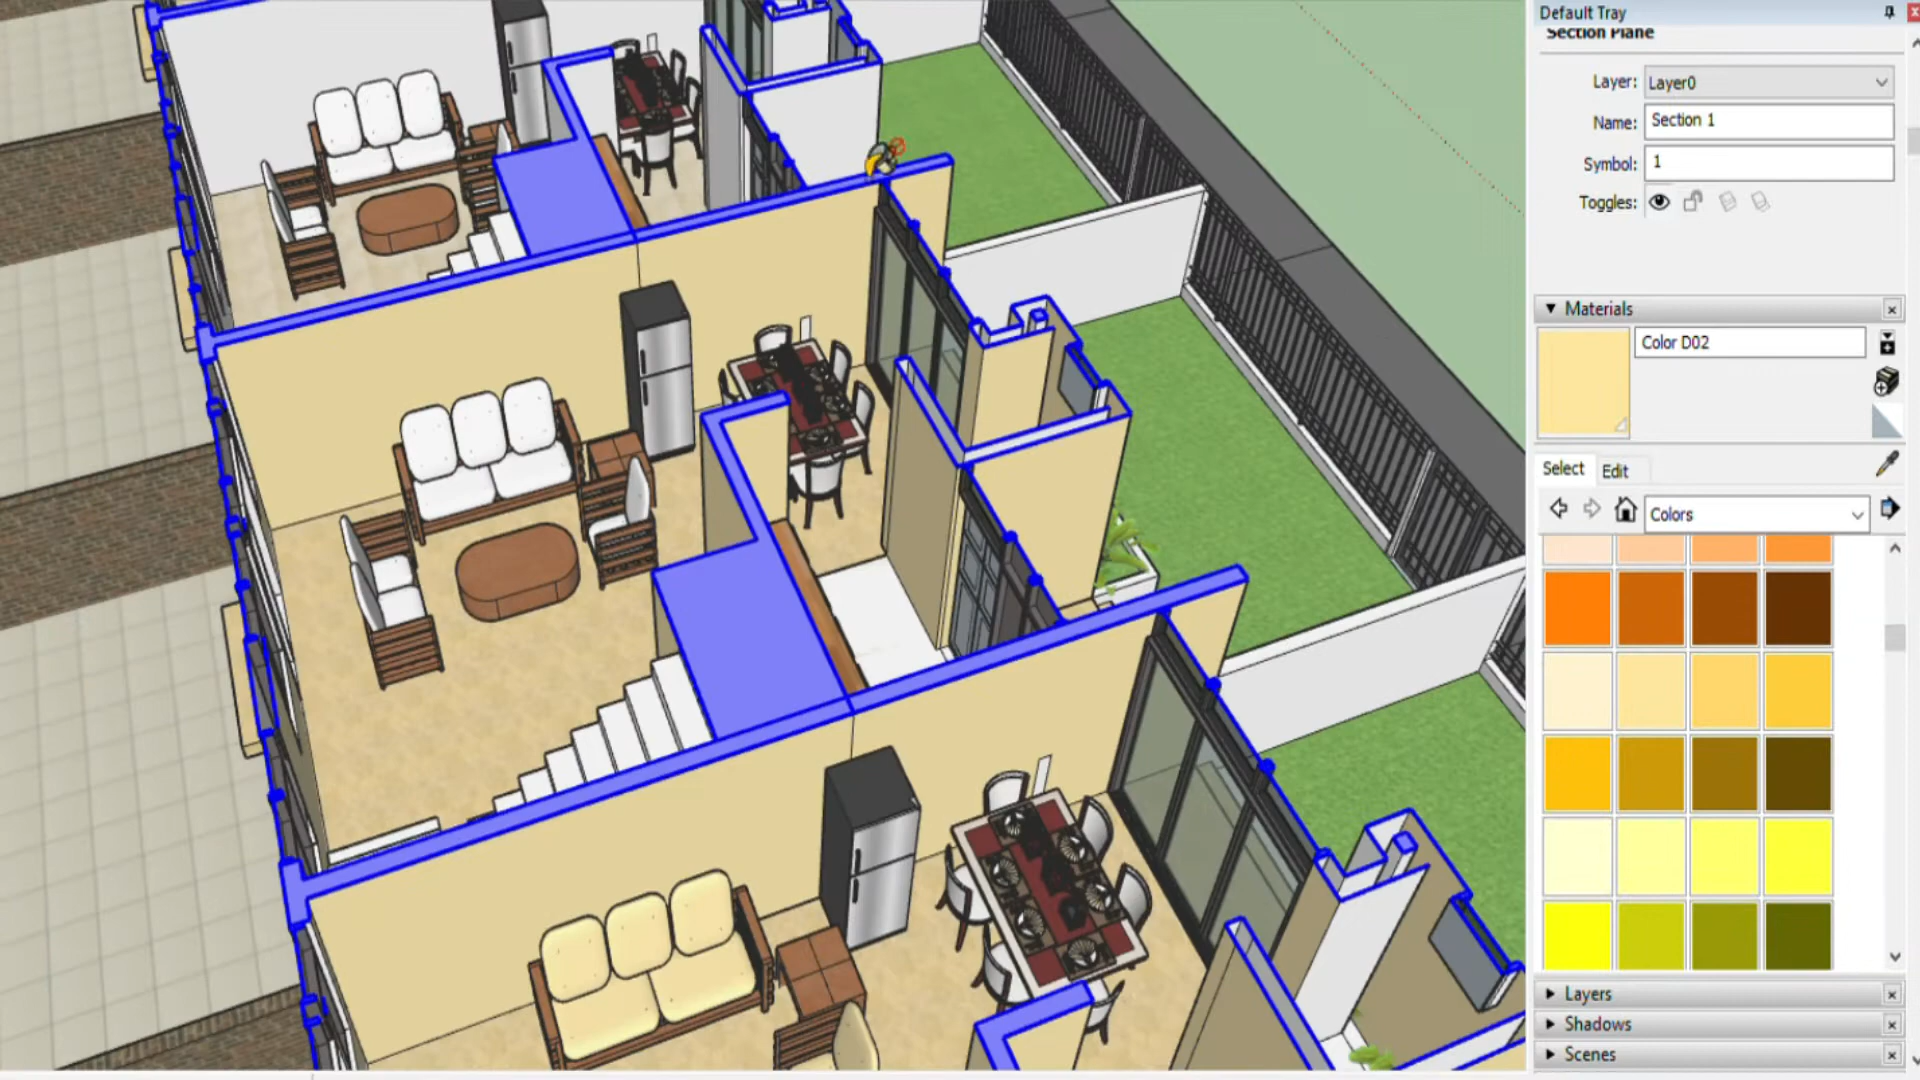 Default Tray
Section Plane
Layer: Layer0
Name: Section 1
Symbol: 1
Toggles:
Materials
Color D02
Select Edit
Colors
Layers
Shadows
Scenes